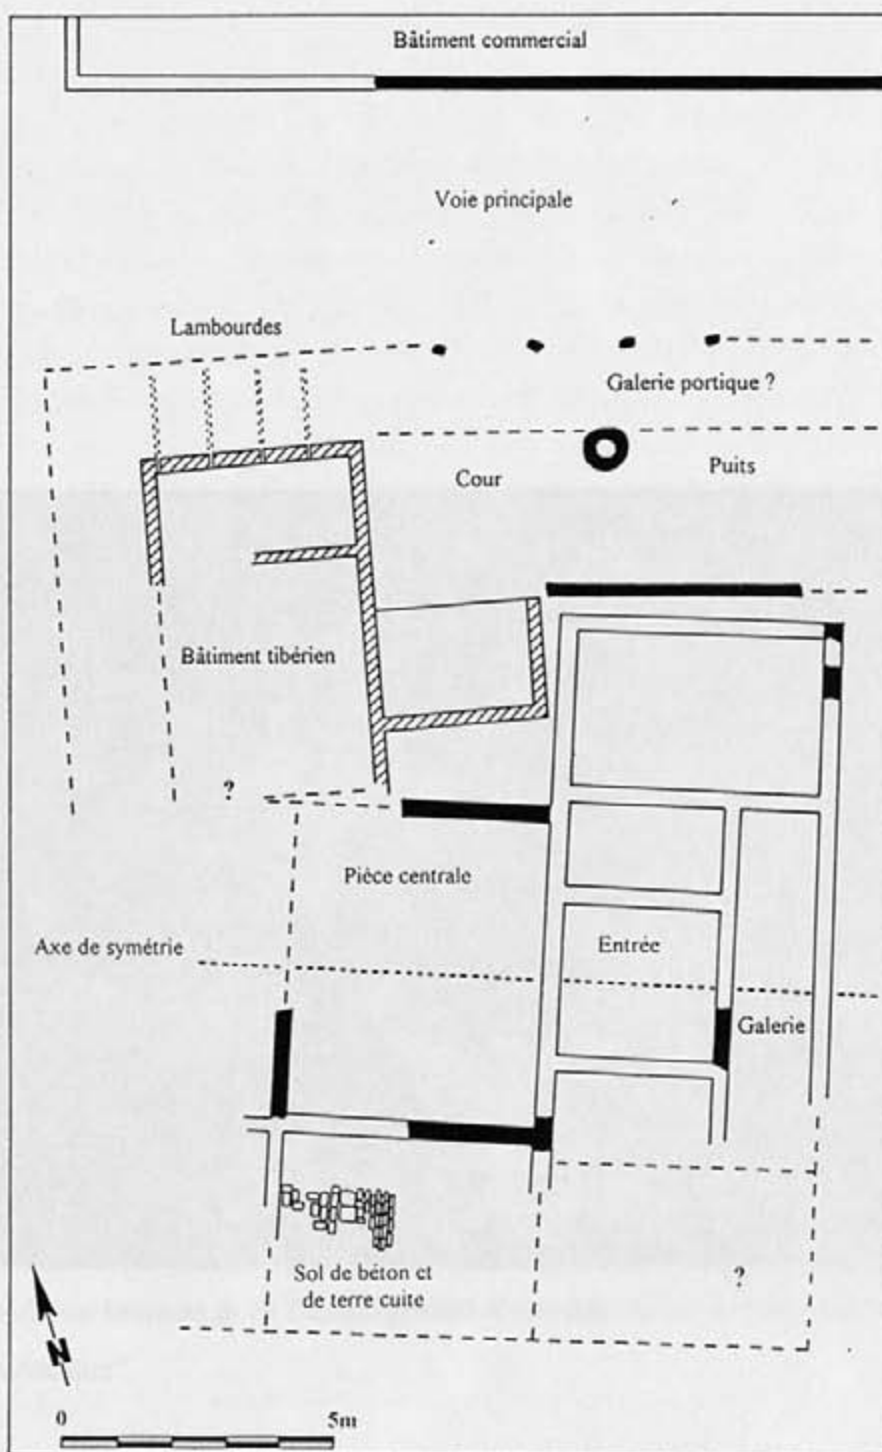 Bâtiment commercial
Voie principale
Lambourdes
Galerie portique ?
Cour
Puits
Bâtiment tibérien
?
Pièce centrale
Axe de symétrie
Entrée
Galerie
Sol de béton et
de terre cuite
?
N
0
5m